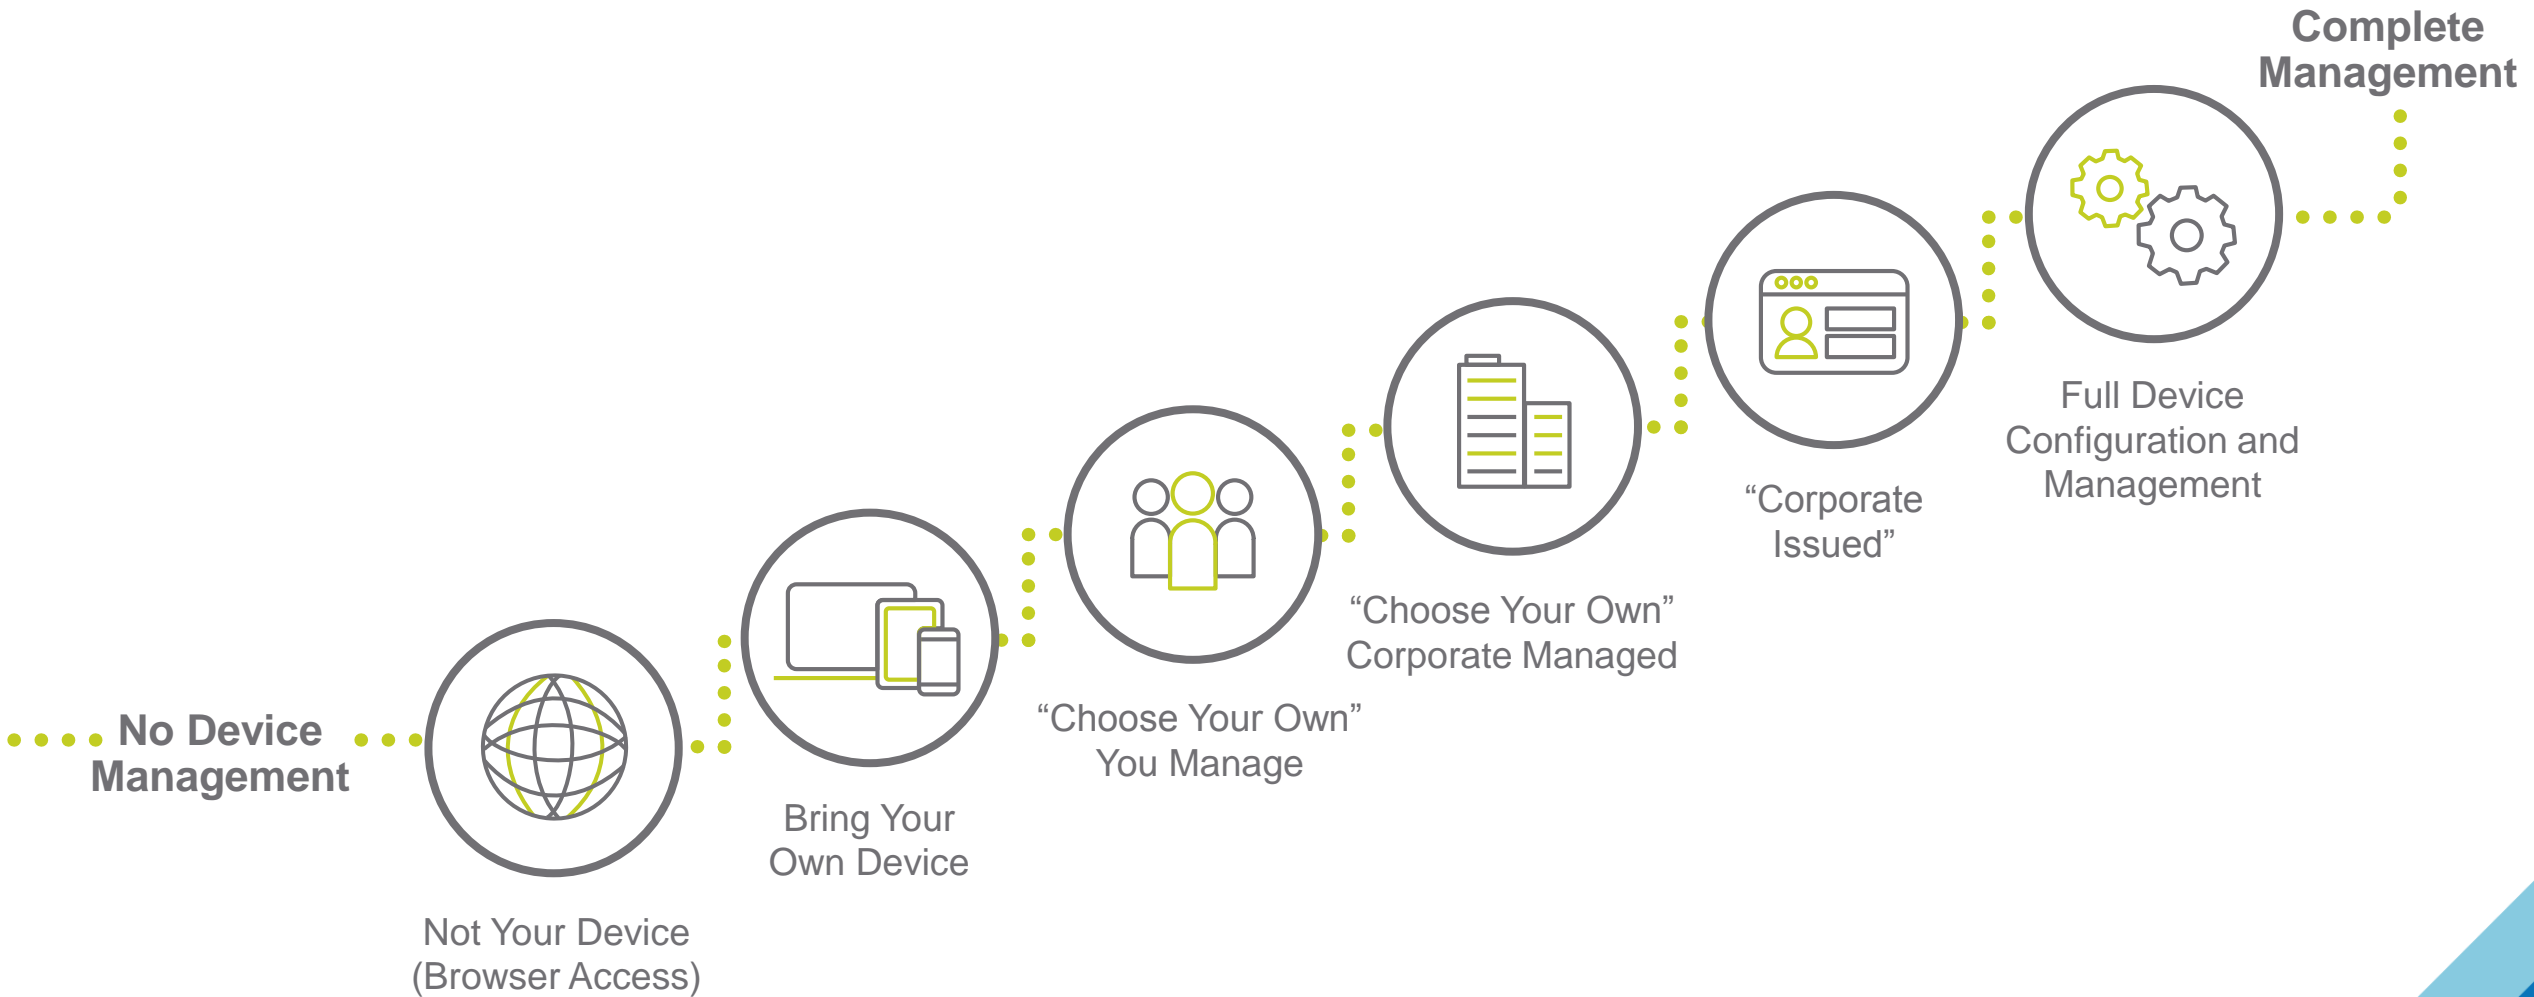 No Device
Management
Not Your Device
(Browser Access)
Bring Your
Own Device
“Choose Your Own”
You Manage
“Choose Your Own”
Corporate Managed
“Corporate
Issued”
Full Device
Configuration and
Management
Complete
Management